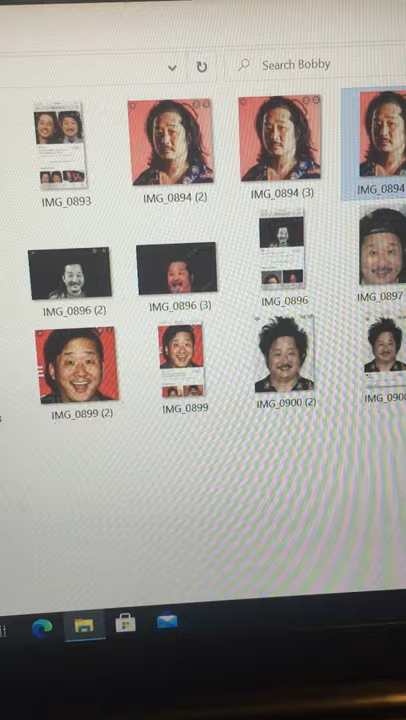 Search Bobby
IMG_0893
IMG_0894 (2)
IMG_0894 (3)
IMG_0894
IMG_0896 (2)
IMG_0896 (3)
IMG_0896
IMG_0897
IMG_0899 (2)
IMG_0899
IMG_0900 (2)